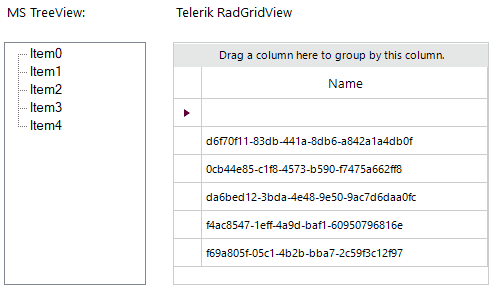 MS TreeView:
Telerik RadGridView
Item0
Item1
Item2
Item3
Item4
Drag a column here to group by this column.
Name
d6f70f11-83db-441a-8db6-a842a1a4db0f
0cb44e85-c1f8-4573-b590-f7475a662ff8
da6bed12-3bda-4e48-9e50-9ac7d6daa0fc
f4ac8547-1eff-4a9d-baf1-60950796816e
f69a805f-05c1-4b2b-bba7-2c59f3c12f97